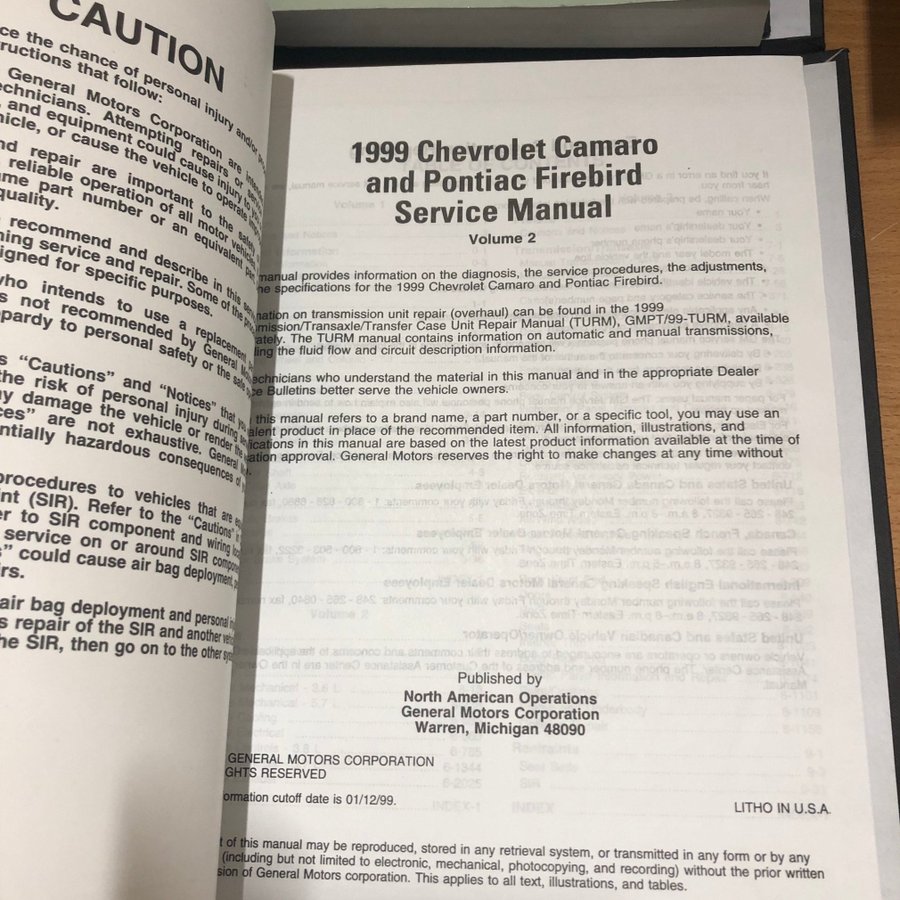 CAUTION
ce the chance of personal injury and/or
ructions that follow:
General Motors Corporation are
echnicians. Attempting repairs or
, and equipment could cause injury to
hicle, or cause the vehicle to operate
nd repair are important to the safety
reliable operation of all motor vehicles
ame part number or an equivalent part
quality.
recommend and describe in this
ning service and repair. Some of the
igned for specific purposes.
who intends to use a replacement
s not recommended by General
opardy to personal safety or the safe
s “Cautions” and “Notices” that
the risk of personal injury during
y damage the vehicle or render the
ces” are not exhaustive. General
entially hazardous consequences of
procedures to vehicles that are
int (SIR). Refer to the “Cautions”
er to SIR component and wiring
service on or around SIR
s” could cause air bag deployment,
irs.
air bag deployment and personal
s repair of the SIR and another
the SIR, then go on to the other
1999 Chevrolet Camaro
and Pontiac Firebird
Service Manual
Volume 2
manual provides information on the diagnosis, the service procedures, the adjustments,
he specifications for the 1999 Chevrolet Camaro and Pontiac Firebird.
nation on transmission unit repair (overhaul) can be found in the 1999
mission/Transaxle/Transfer Case Unit Repair Manual (TURM), GMPT/99-TURM, available
rately. The TURM manual contains information on automatic and manual transmissions,
ding the fluid flow and circuit description information.
echnicians who understand the material in this manual and in the appropriate Dealer
ce Bulletins better serve the vehicle owners.
this manual refers to a brand name, a part number, or a specific tool, you may use an
alent product in place of the recommended item. All information, illustrations, and
ifications in this manual are based on the latest product information available at the time of
ation approval. General Motors reserves the right to make changes at any time without
Published by
North American Operations
General Motors Corporation
Warren, Michigan 48090
GENERAL MOTORS CORPORATION
GHTS RESERVED
ormation cutoff date is 01/12/99.
LITHO IN U.S.A.
t of this manual may be reproduced, stored in any retrieval system, or transmitted in any form or by any
(including but not limited to electronic, mechanical, photocopying, and recording) without the prior written
sion of General Motors corporation. This applies to all text, illustrations, and tables.